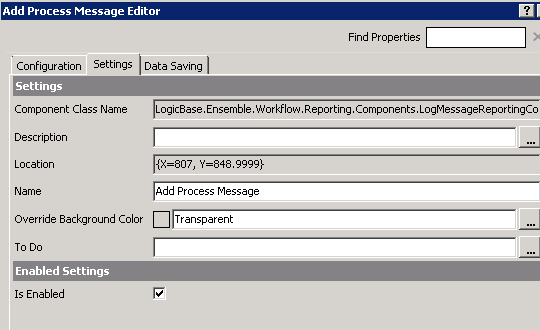 Add Process Message Editor
Find Properties
Configuration Settings Data Saving
Settings
Component Class Name LogicBase.Ensemble.Workflow.Reporting.Components.LogMessageReportingCo
Description ...
Location {X=807, Y=848.9999}
Name Add Process Message
Override Background Color Transparent ...
To Do ...
Enabled Settings
Is Enabled